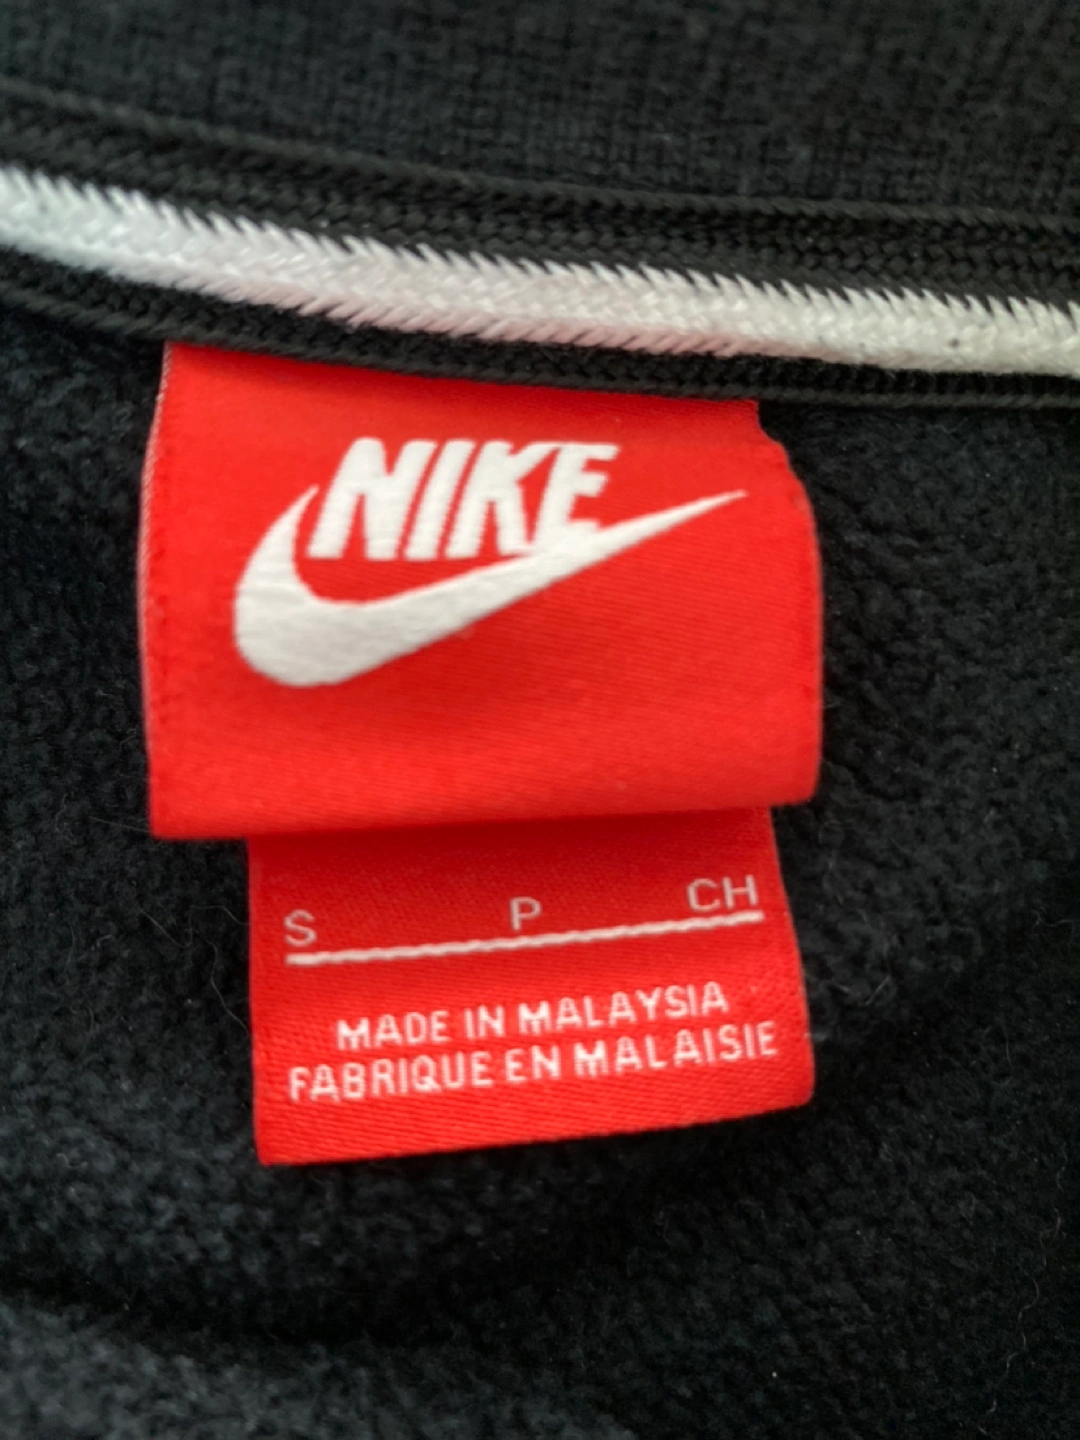 NIKE
S P CH
MADE IN MALAYSIA
FABRIQUE EN MALAISIE